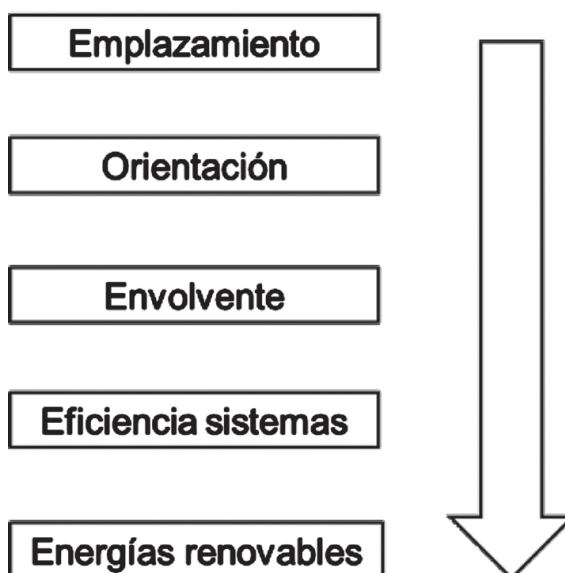 Emplazamiento
Orientación
Envolvente
Eficiencia sistemas
Energías renovables